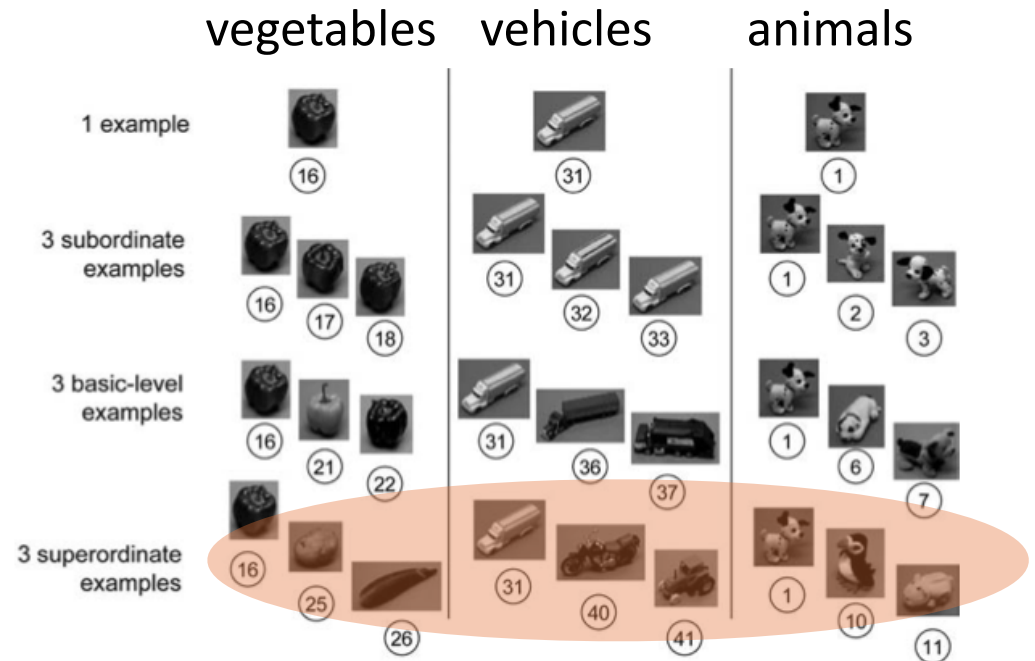 vegetables vehicles animals
1 example
16 31 1
3 subordinate
examples
16 31 1
17 32 2
18 33 3
3 basic-level
examples
16 31 1
21 36 6
22 37 7
3 superordinate
examples
16 31 1
25 40 10
26 41 11